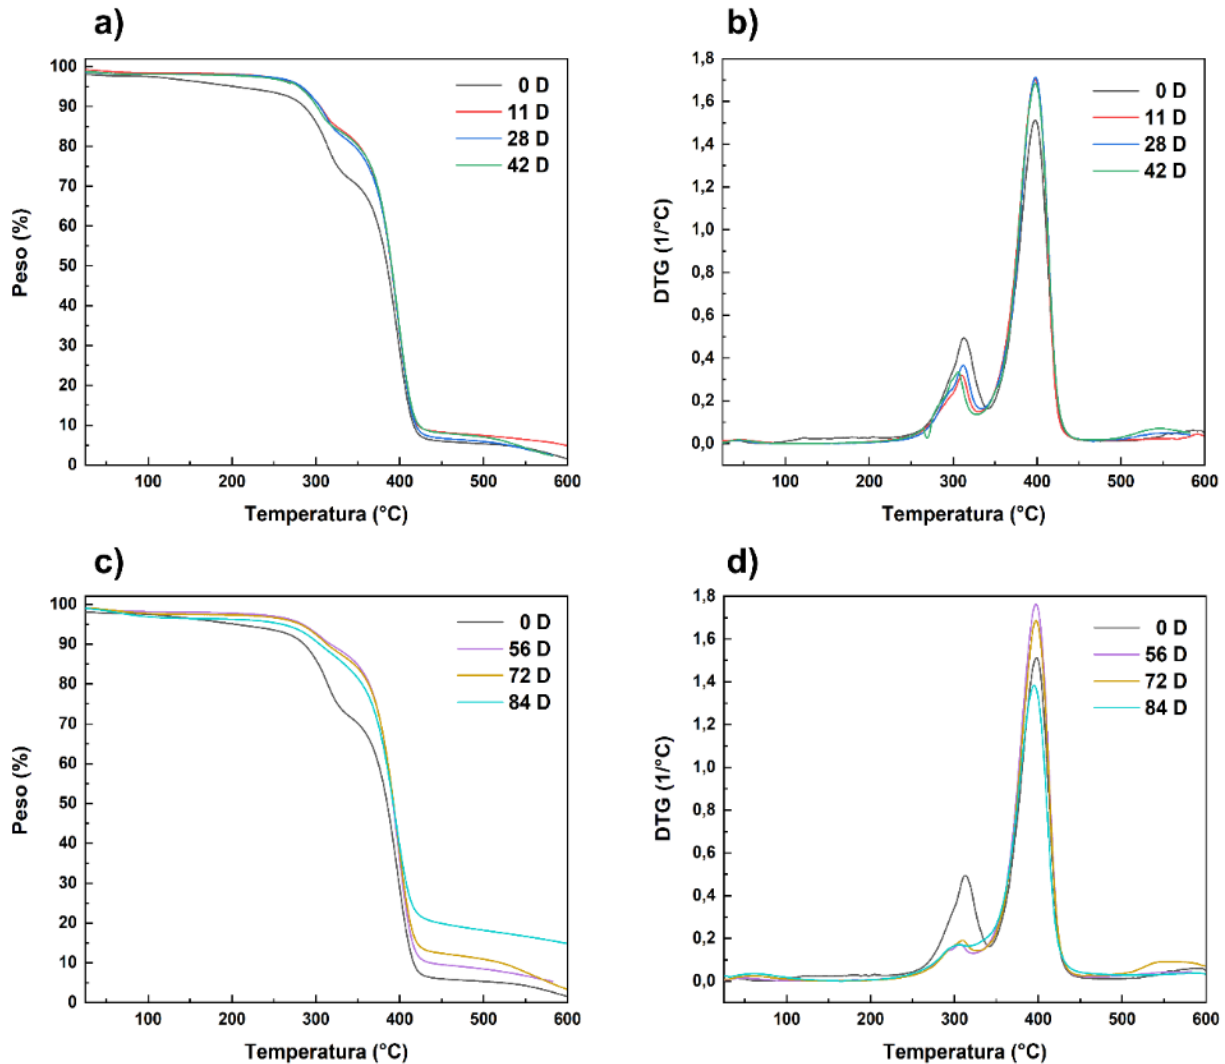 a)
100
90
80
70
60
50
40
30
20
10
0
Peso (%)
0 D
11 D
28 D
42 D
100 200 300 400 500 600
Temperatura (°C)
b)
1,8
1,6
1,4
1,2
1,0
0,8
0,6
0,4
0,2
0,0
DTG (1/°C)
0 D
11 D
28 D
42 D
100 200 300 400 500 600
Temperatura (°C)
c)
100
90
80
70
60
50
40
30
20
10
0
Peso (%)
0 D
56 D
72 D
84 D
100 200 300 400 500 600
Temperatura (°C)
d)
1,8
1,6
1,4
1,2
1,0
0,8
0,6
0,4
0,2
0,0
DTG (1/°C)
0 D
56 D
72 D
84 D
100 200 300 400 500 600
Temperatura (°C)